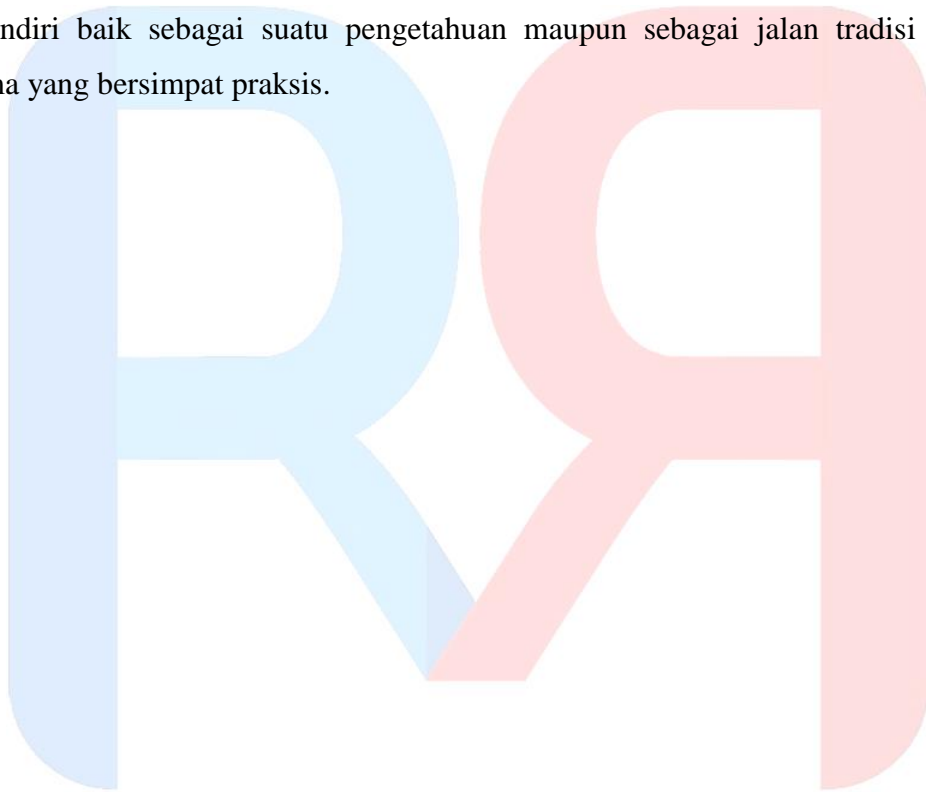 ndiri baik sebagai suatu pengetahuan maupun sebagai jalan tradisi
na yang bersimpat praksis.